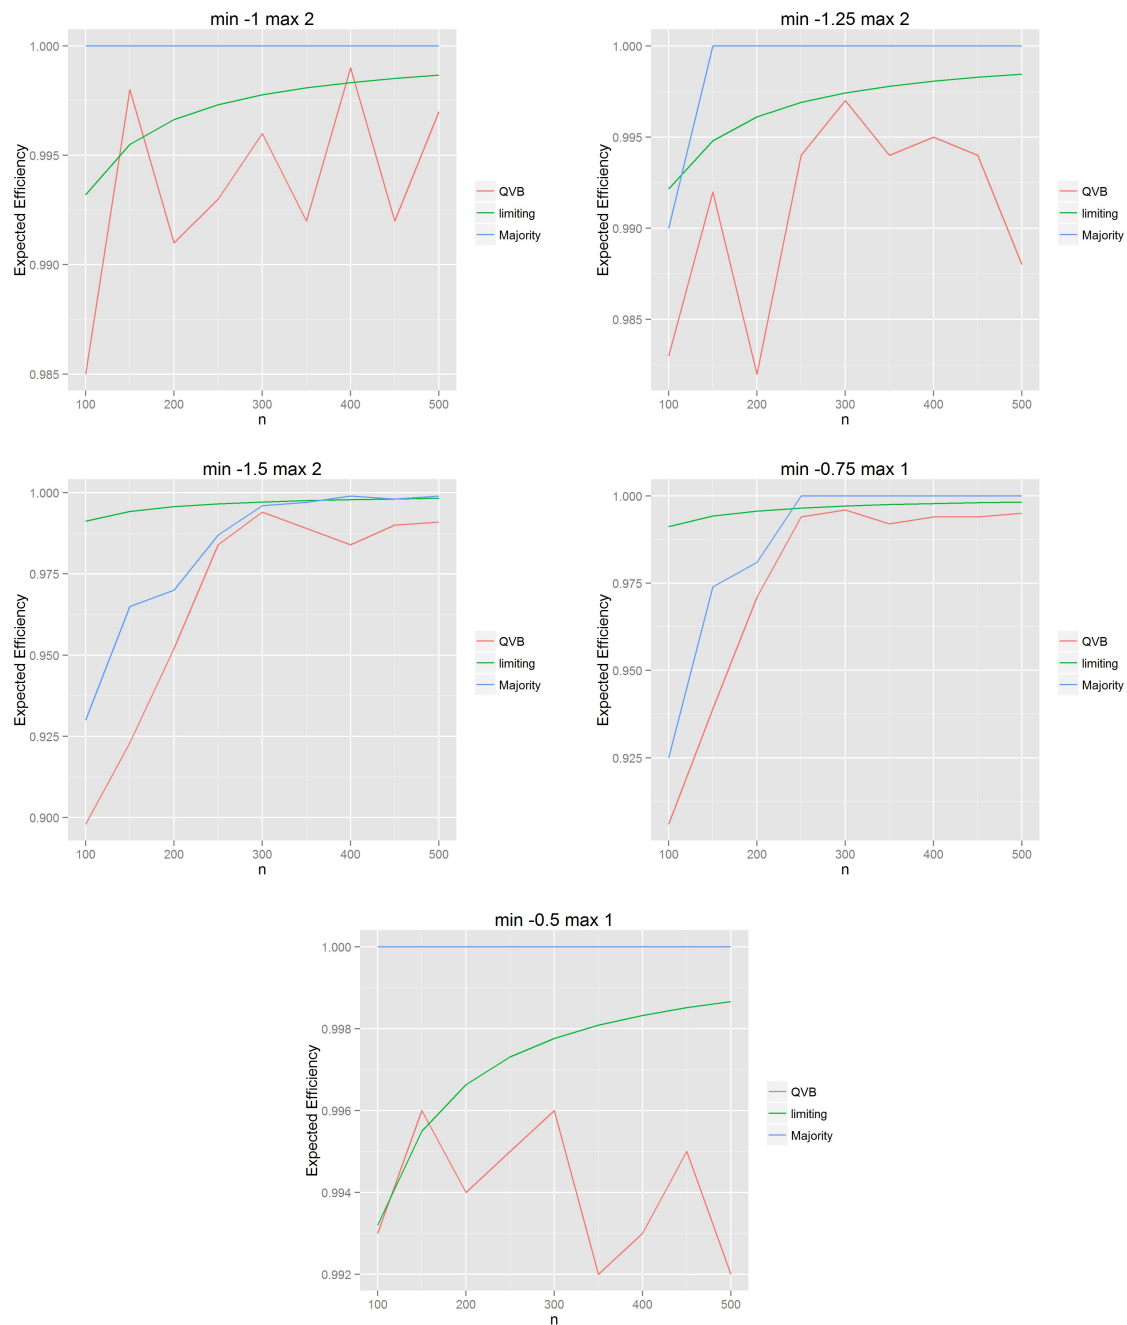 min -1 max 2
Expected Efficiency
1.000
0.995
0.990
0.985
100 200 300 400 500
n
QVB
limiting
Majority
min -1.25 max 2
Expected Efficiency
1.000
0.995
0.990
0.985
100 200 300 400 500
n
QVB
limiting
Majority
min -1.5 max 2
Expected Efficiency
1.000
0.975
0.950
0.925
0.900
100 200 300 400 500
n
QVB
limiting
Majority
min -0.75 max 1
Expected Efficiency
1.000
0.975
0.950
0.925
100 200 300 400 500
n
QVB
limiting
Majority
min -0.5 max 1
Expected Efficiency
1.000
0.998
0.996
0.994
0.992
100 200 300 400 500
n
QVB
limiting
Majority